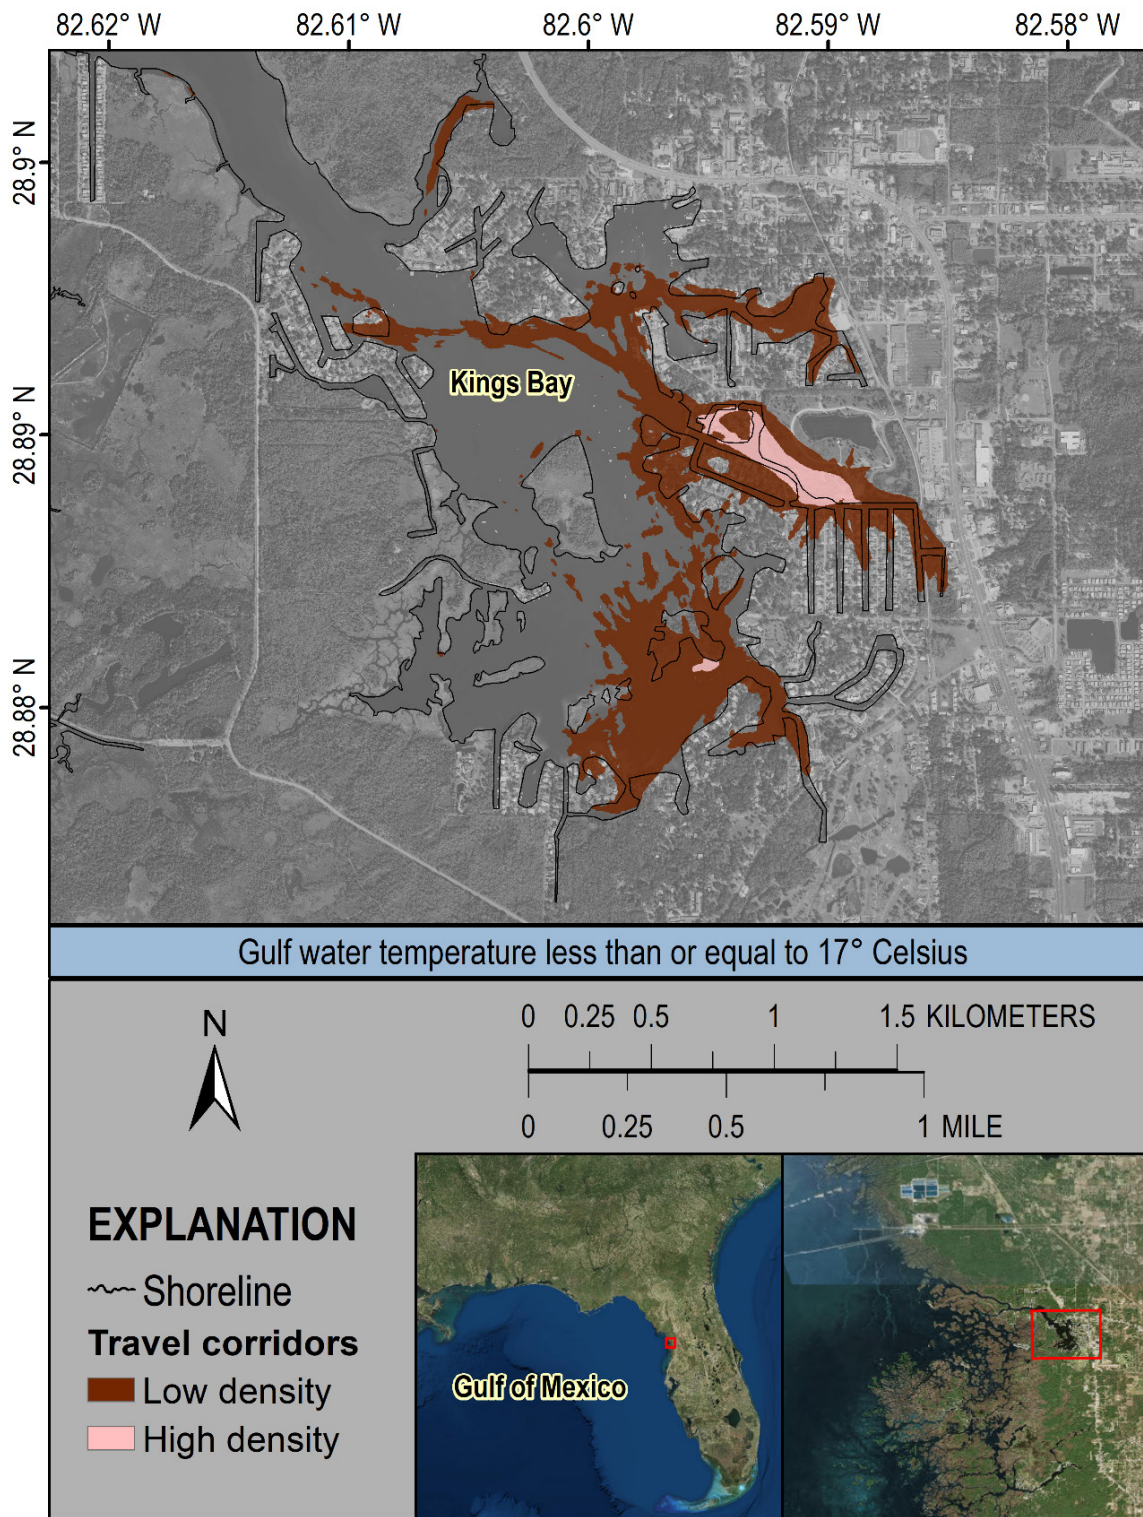 82.62° W 82.61° W 82.6° W 82.59° W 82.58° W
28.9° N
28.89° N
28.88° N
Kings Bay
Gulf water temperature less than or equal to 17° Celsius
N
0 0.25 0.5 1 1.5 KILOMETERS
0 0.25 0.5 1 MILE
EXPLANATION
Shoreline
Travel corridors
Low density
High density
Gulf of Mexico